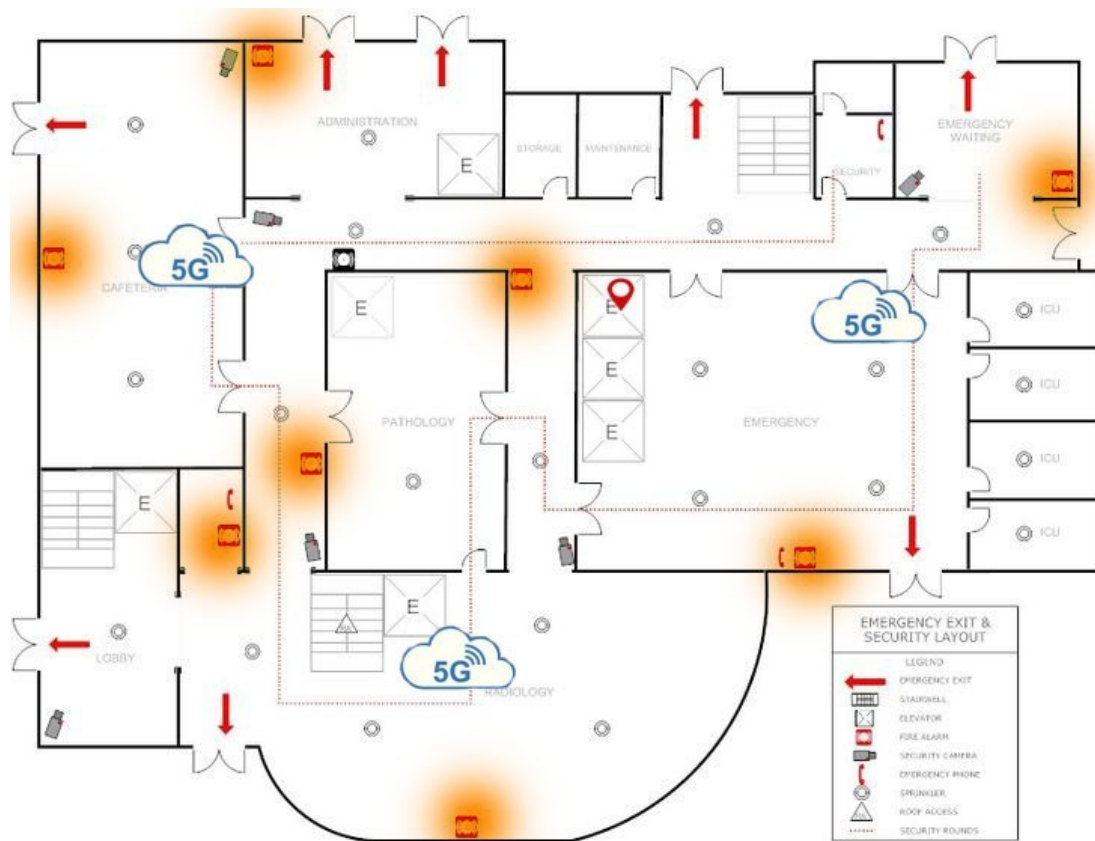 ADMINISTRATION
EMERGENCY
WAITING
STORAGE
MAINTENANCE
E
SECURITY
5G
CAFETERIA
E
E
ICU
5G
E
ICU
PATHOLOGY
EMERGENCY
E
ICU
E
ICU
E
5G
LOBBY
RADIOLOGY
EMERGENCY EXIT &
SECURITY LAYOUT
LEGEND
EMERGENCY EXIT
STAIRWELL
ELEVATOR
FIRE ALARM
SECURITY CAMERA
EMERGENCY PHONE
SPRINKLER
ROOF ACCESS
SECURITY ROUNDS